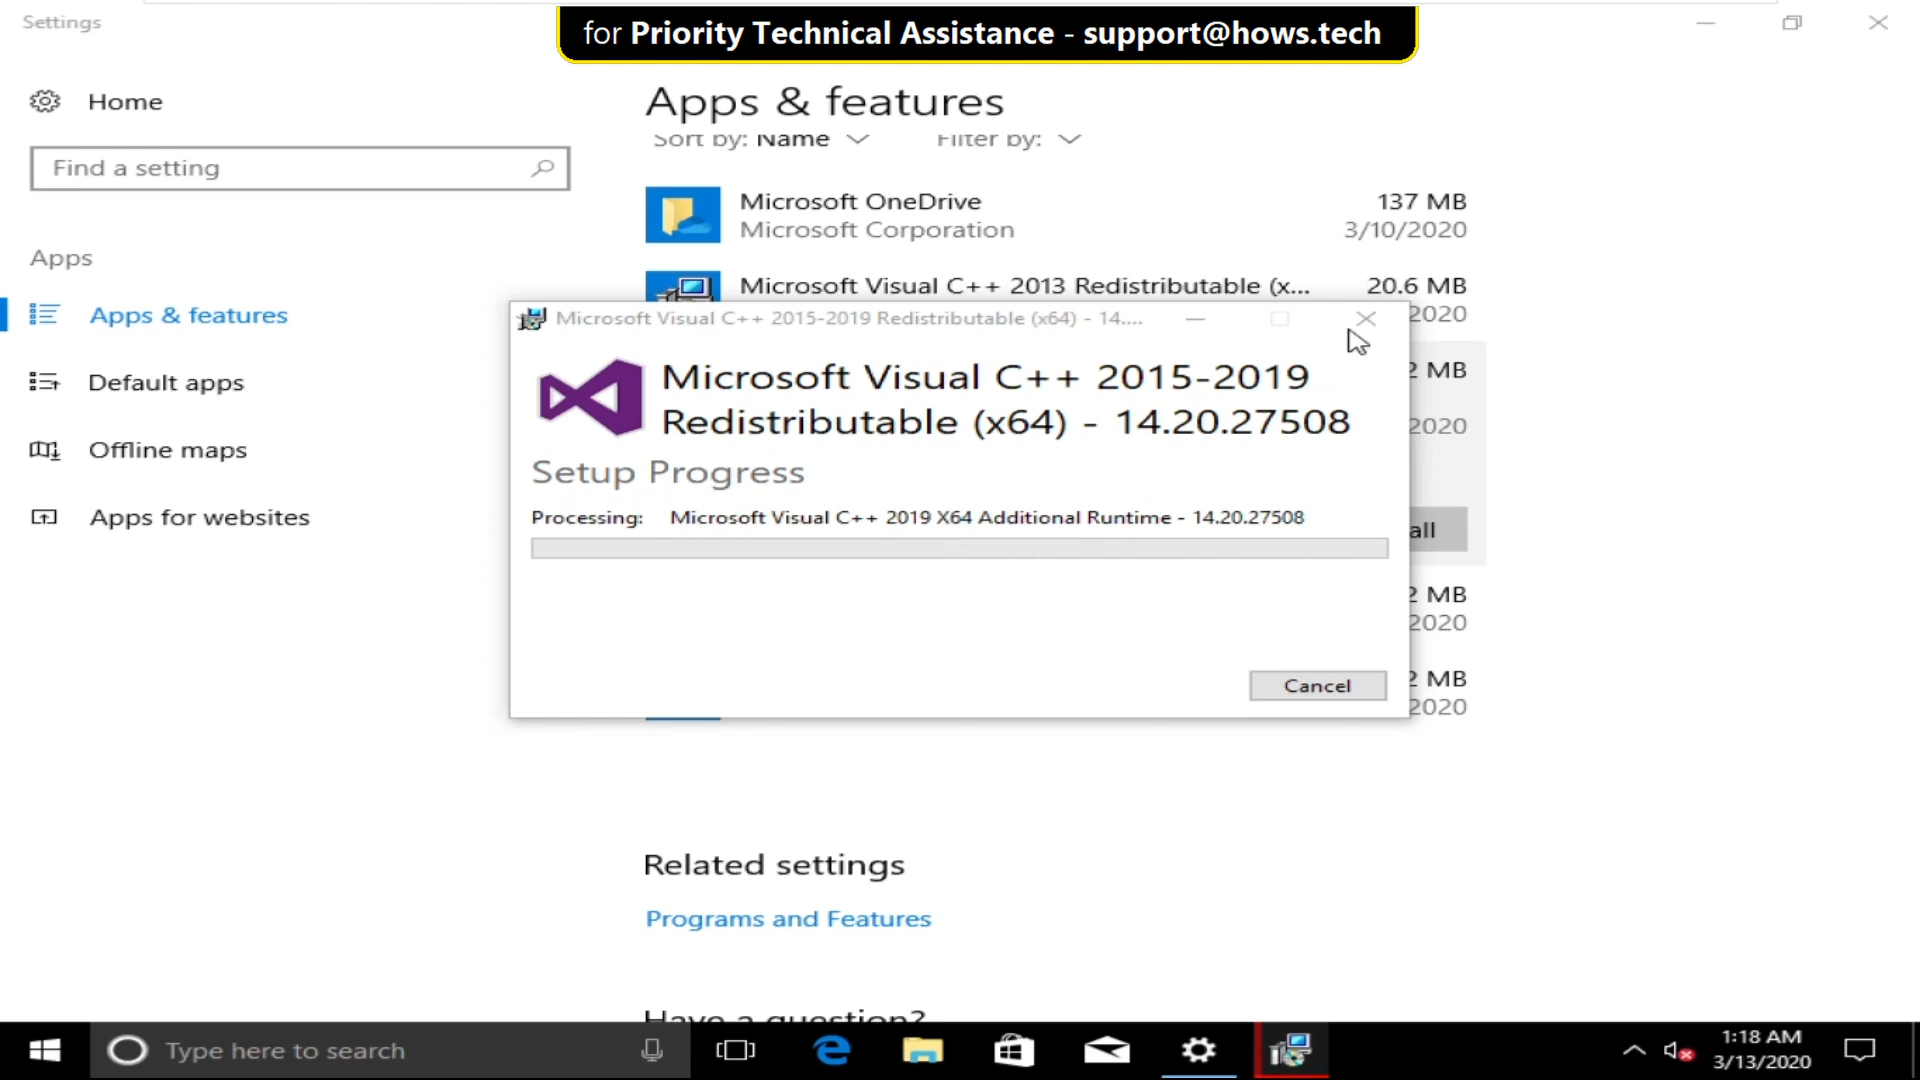 Settings
for Priority Technical Assistance - support@hows.tech
Home
Find a setting
Apps
Apps & features
Default apps
Offline maps
Apps for websites
Apps & features
Sort by: Name
Filter by:
Microsoft OneDrive
137 MB
Microsoft Corporation
3/10/2020
Microsoft Visual C++ 2013 Redistributable (x...
20.6 MB
2020
Microsoft Visual C++ 2015-2019 Redistributable (x64) - 14....
Microsoft Visual C++ 2015-2019
Redistributable (x64) - 14.20.27508
Setup Progress
Processing: Microsoft Visual C++ 2019 X64 Additional Runtime - 14.20.27508
Cancel
2 MB
2020
all
2 MB
2020
2 MB
2020
Related settings
Programs and Features
Have a question?
Type here to search
1:18 AM
3/13/2020